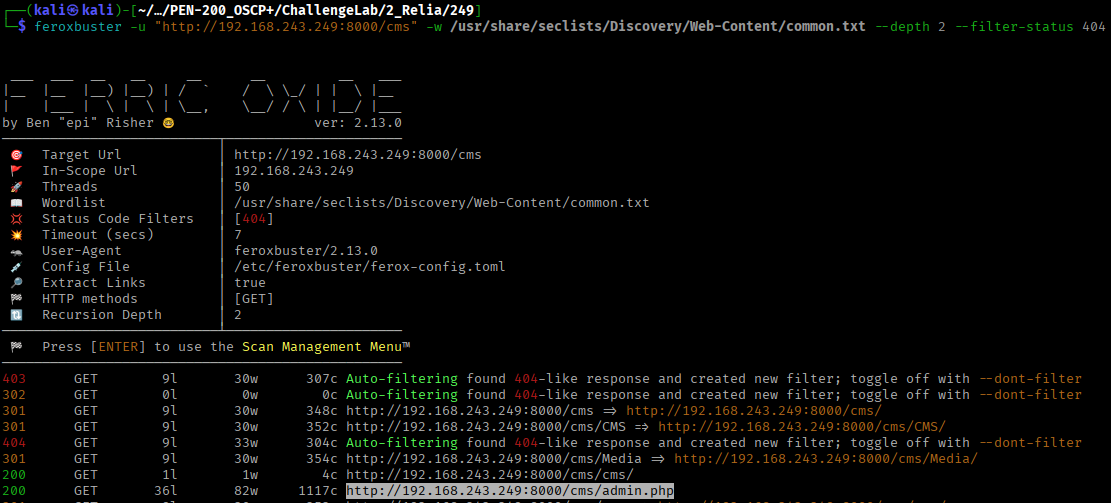 ┌──(kali㉿kali)-[~/…/PEN-200_OSCP+/ChallengeLab/2_Relia/249]
└─$ feroxbuster -u "http://192.168.243.249:8000/cms" -w /usr/share/seclists/Discovery/Web-Content/common.txt --depth 2 --filter-status 404
FERRIC OXIDE
by Ben "epi" Risher 🤓 ver: 2.13.0
🎯 Target Url │ http://192.168.243.249:8000/cms
🚩 In-Scope Url │ 192.168.243.249
🚀 Threads │ 50
📖 Wordlist │ /usr/share/seclists/Discovery/Web-Content/common.txt
💢 Status Code Filters │ [404]
💥 Timeout (secs) │ 7
🦡 User-Agent │ feroxbuster/2.13.0
💉 Config File │ /etc/feroxbuster/ferox-config.toml
🔎 Extract Links │ true
🏁 HTTP methods │ [GET]
🔃 Recursion Depth │ 2
🏁 Press [ENTER] to use the Scan Management Menu™
403 GET 9l 30w 307c Auto-filtering found 404-like response and created new filter; toggle off with --dont-filter
302 GET 0l 0w 0c Auto-filtering found 404-like response and created new filter; toggle off with --dont-filter
301 GET 9l 30w 348c http://192.168.243.249:8000/cms => http://192.168.243.249:8000/cms/
301 GET 9l 30w 352c http://192.168.243.249:8000/cms/CMS => http://192.168.243.249:8000/cms/CMS/
404 GET 9l 33w 304c Auto-filtering found 404-like response and created new filter; toggle off with --dont-filter
301 GET 9l 30w 354c http://192.168.243.249:8000/cms/Media => http://192.168.243.249:8000/cms/Media/
200 GET 1l 1w 4c http://192.168.243.249:8000/cms/cms/
200 GET 36l 82w 1117c http://192.168.243.249:8000/cms/admin.php